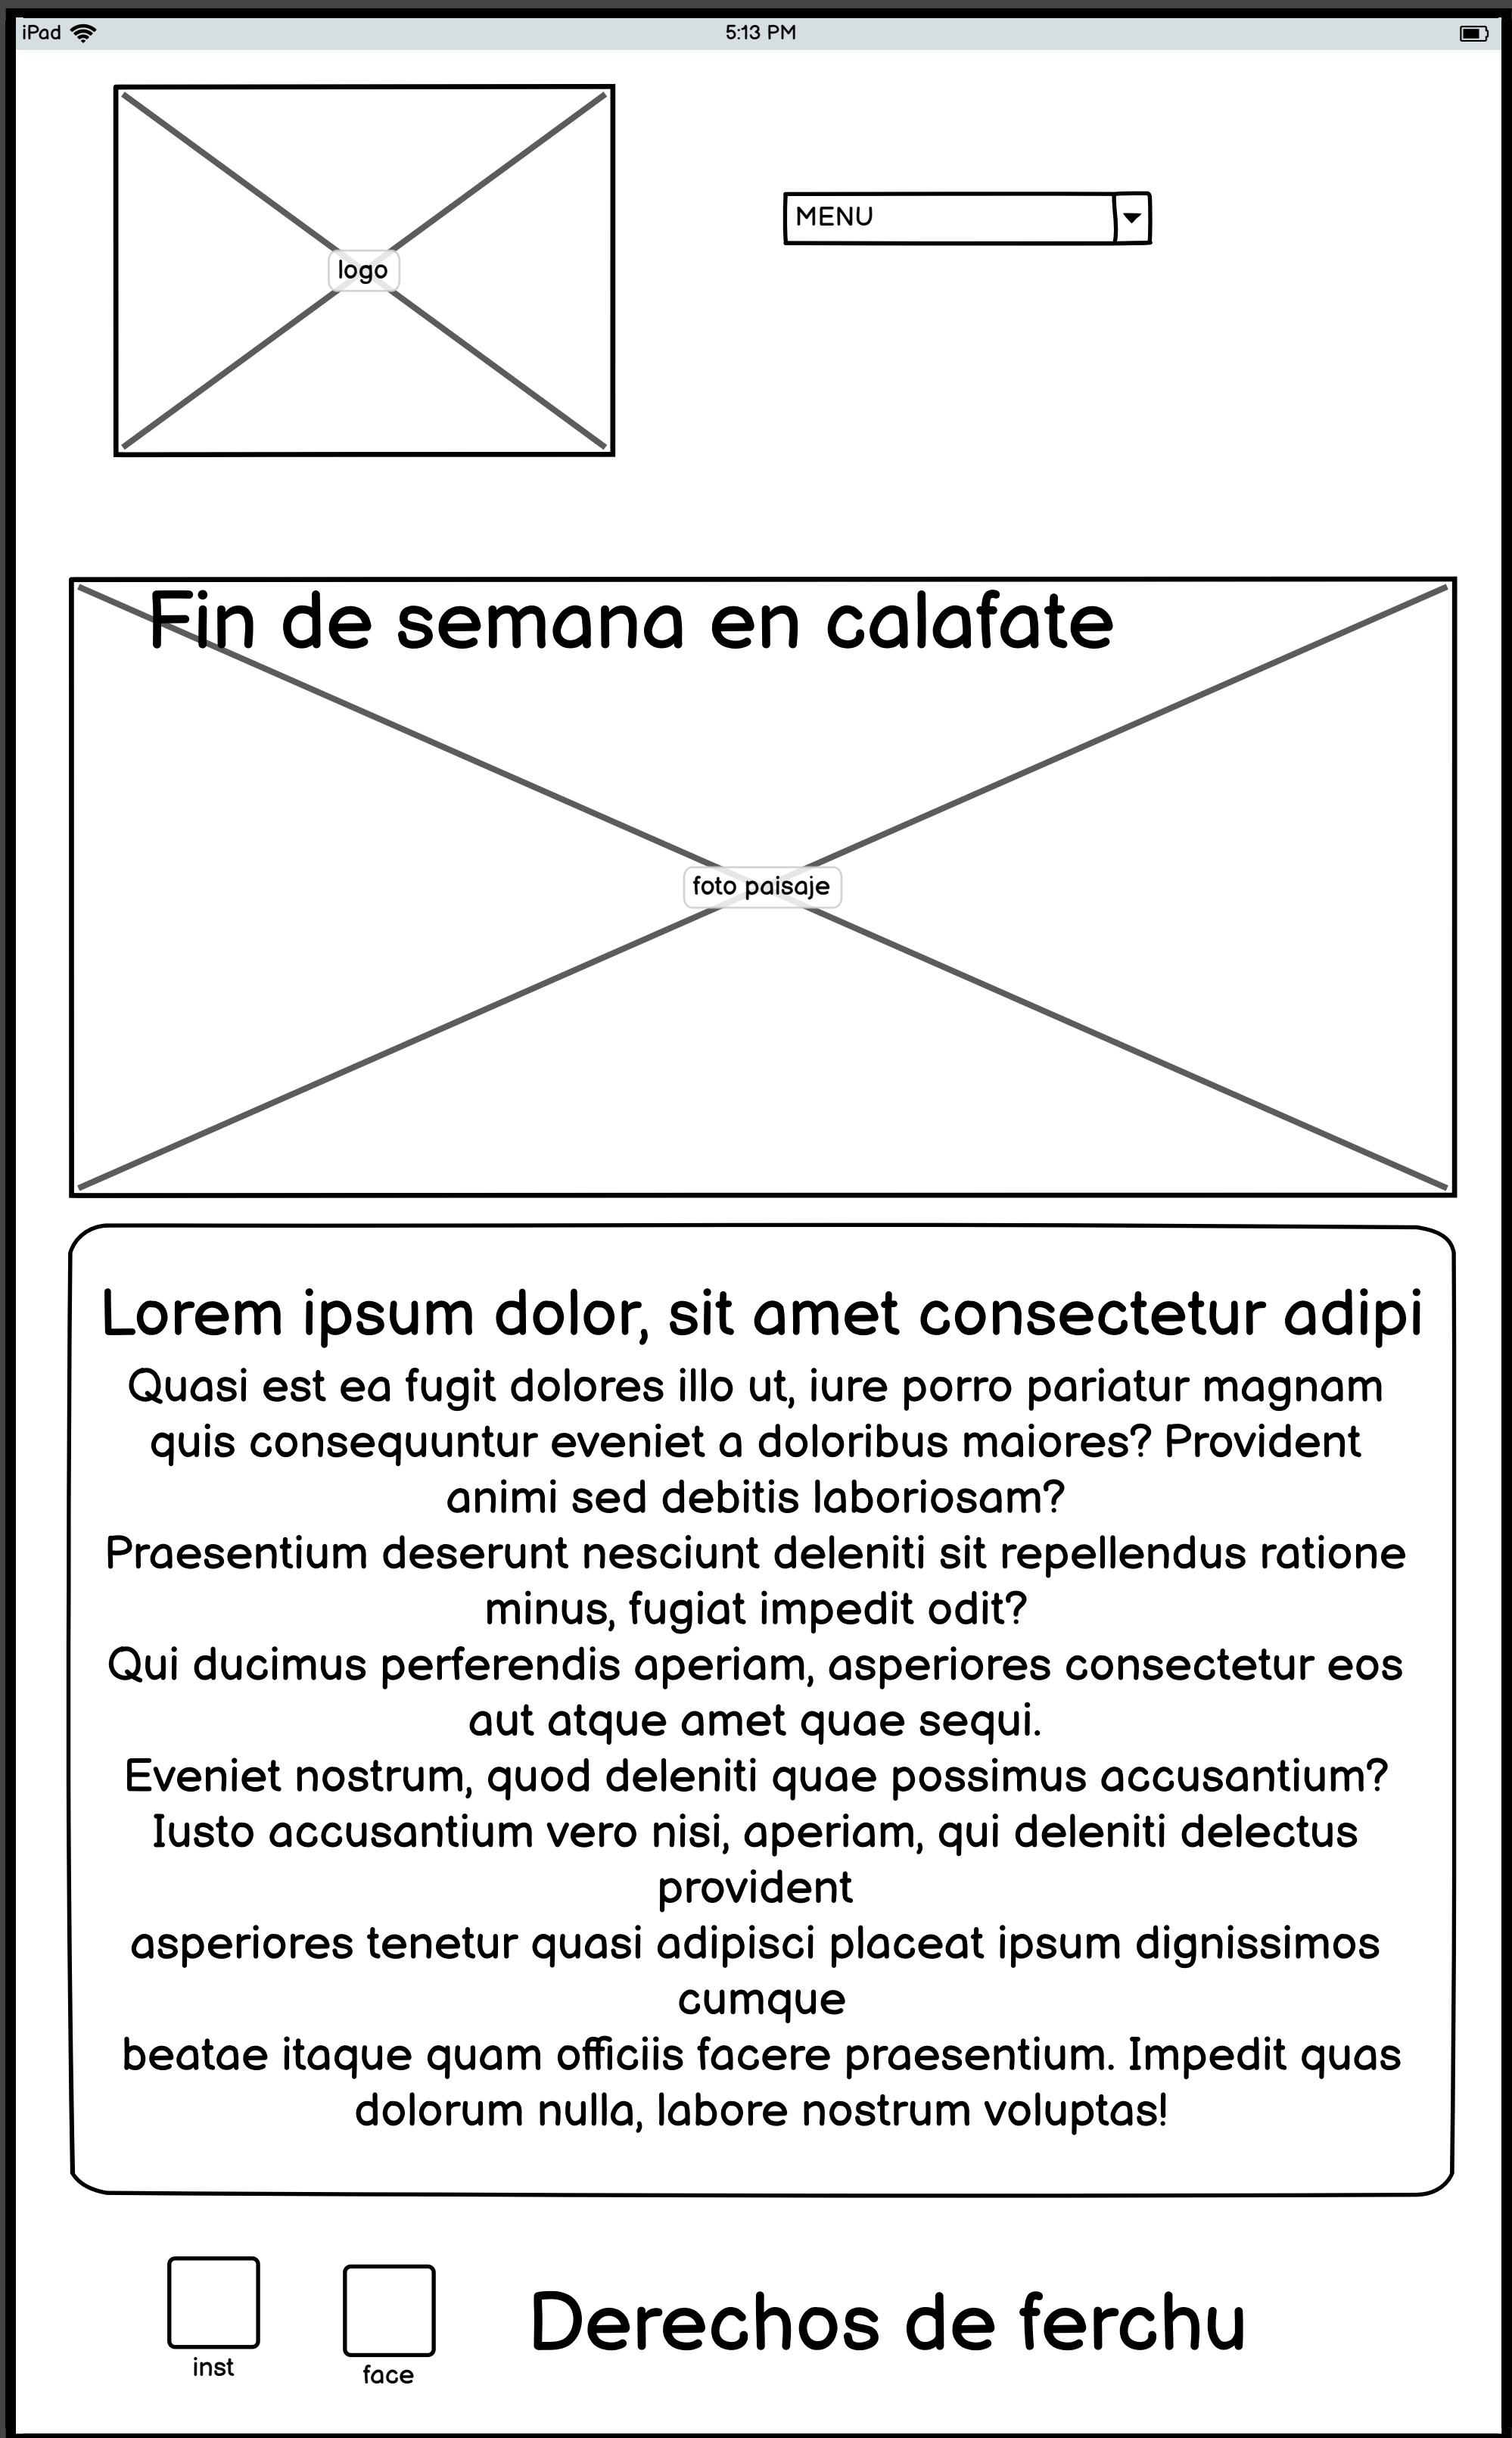 iPad
5:13 PM
logo
MENU
Fin de semana en calafate
foto paisaje
Lorem ipsum dolor, sit amet consectetur adipi
Quasi est ea fugit dolores illo ut, iure porro pariatur magnam
quis consequuntur eveniet a doloribus maiores? Provident
animi sed debitis laboriosam?
Praesentium deserunt nesciunt deleniti sit repellendus ratione
minus, fugiat impedit odit?
Qui ducimus perferendis aperiam, asperiores consectetur eos
aut atque amet quae sequi.
Eveniet nostrum, quod deleniti quae possimus accusantium?
Iusto accusantium vero nisi, aperiam, qui deleniti delectus
provident
asperiores tenetur quasi adipisci placeat ipsum dignissimos
cumque
beatae itaque quam officiis facere praesentium. Impedit quas
dolorum nulla, labore nostrum voluptas!
inst
face
Derechos de ferchu